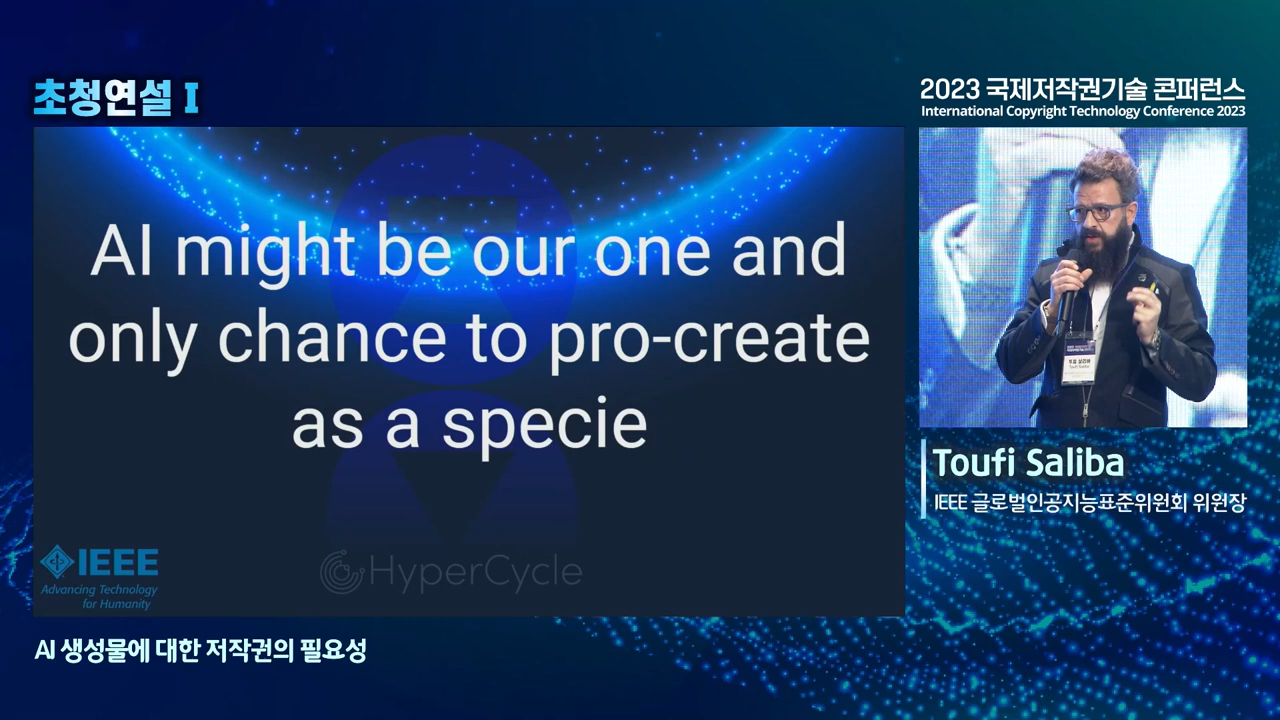 초청연설 I
2023 국제저작권기술 콘퍼런스
International Copyright Technology Conference 2023
AI might be our one and
only chance to pro-create
as a specie
IEEE
Advancing Technology
for Humanity
HyperCycle
Toufi Saliba
IEEE 글로벌인공지능표준위원회 위원장
AI 생성물에 대한 저작권의 필요성